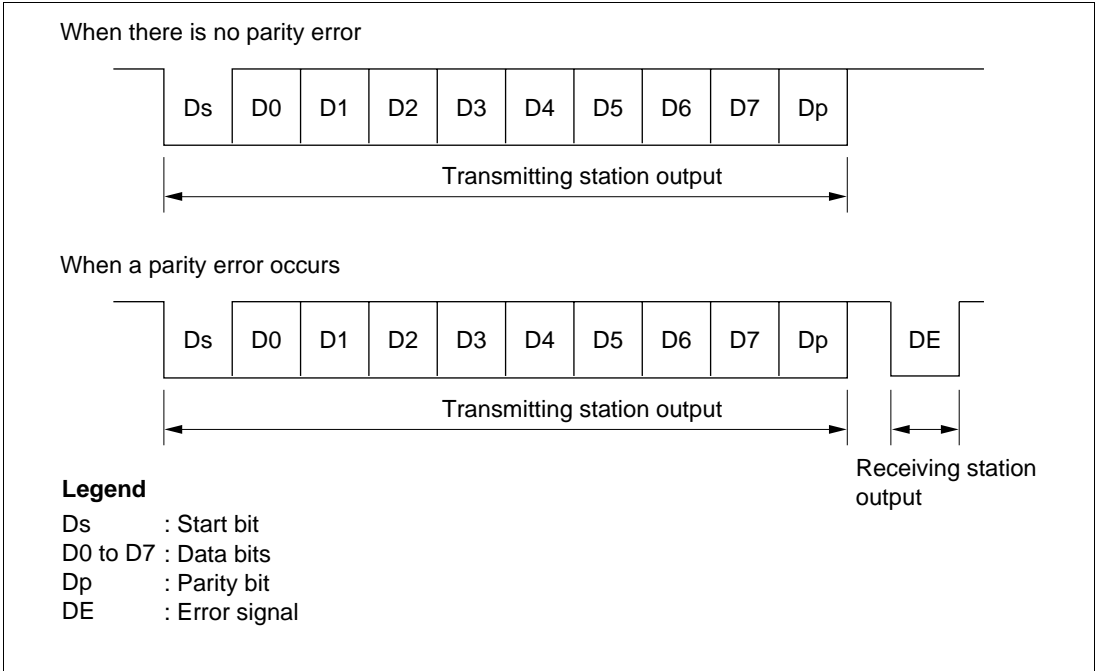 When there is no parity error
Ds D0 D1 D2 D3 D4 D5 D6 D7 Dp
Transmitting station output
When a parity error occurs
Ds D0 D1 D2 D3 D4 D5 D6 D7 Dp DE
Transmitting station output
Receiving station
output
Legend
Ds : Start bit
D0 to D7 : Data bits
Dp : Parity bit
DE : Error signal